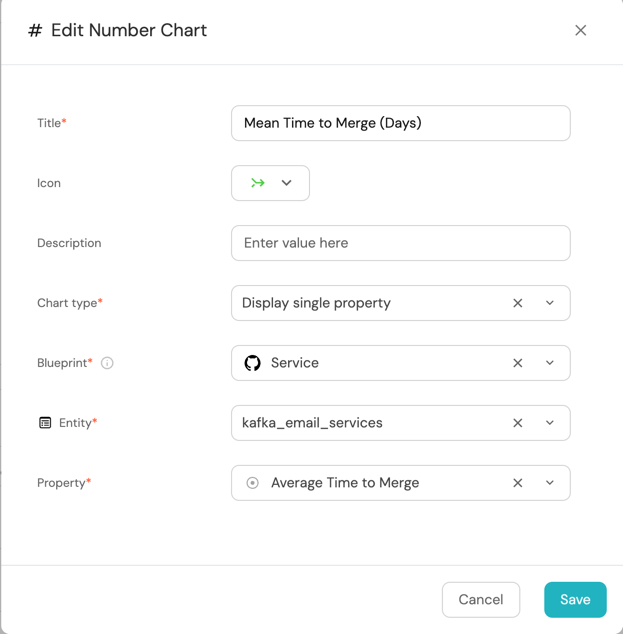 # Edit Number Chart
Title*
Mean Time to Merge (Days)
Icon
Description
Enter value here
Chart type*
Display single property
Blueprint*
Service
Entity*
kafka_email_services
Property*
Average Time to Merge
Cancel
Save